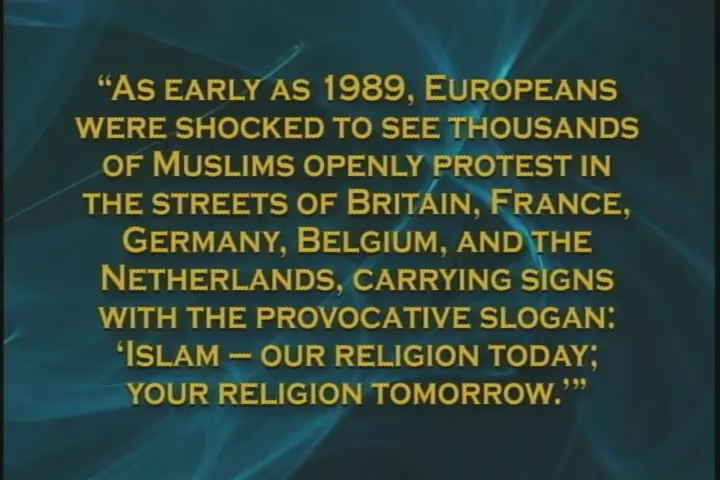 “As early as 1989, Europeans
were shocked to see thousands
of Muslims openly protest in
the streets of Britain, France,
Germany, Belgium, and the
Netherlands, carrying signs
with the provocative slogan:
‘Islam – our religion today;
your religion tomorrow.’”